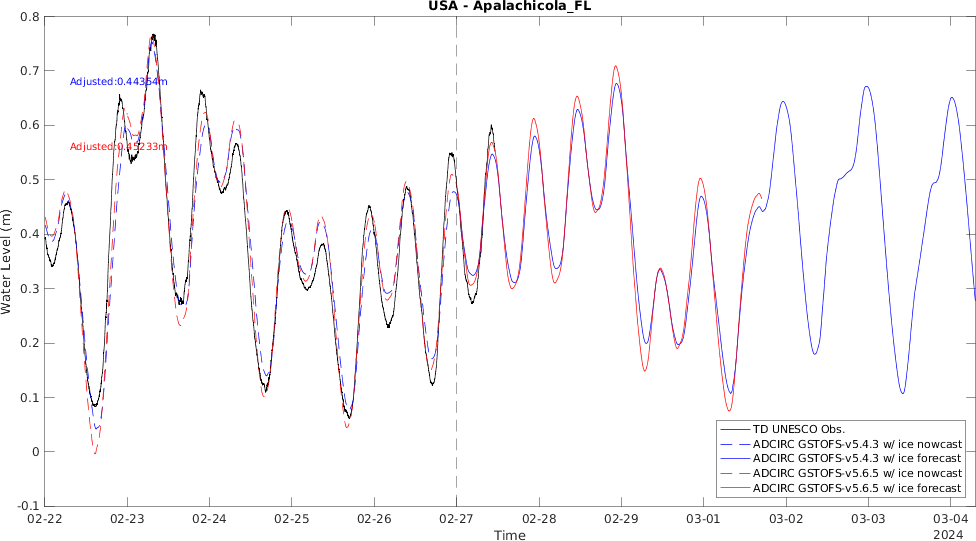 USA - Apalachicola_FL
0.8
0.7
0.6
0.5
0.4
0.3
0.2
0.1
0
-0.1
Water Level (m)
Adjusted:0.44354m
Adjusted:0.45233m
TD UNESCO Obs.
ADCIRC GSTOFS-v5.4.3 w/ ice nowcast
ADCIRC GSTOFS-v5.4.3 w/ ice forecast
ADCIRC GSTOFS-v5.6.5 w/ ice nowcast
ADCIRC GSTOFS-v5.6.5 w/ ice forecast
02-22 02-23 02-24 02-25 02-26 02-27 02-28 02-29 03-01 03-02 03-03 03-04
Time
2024